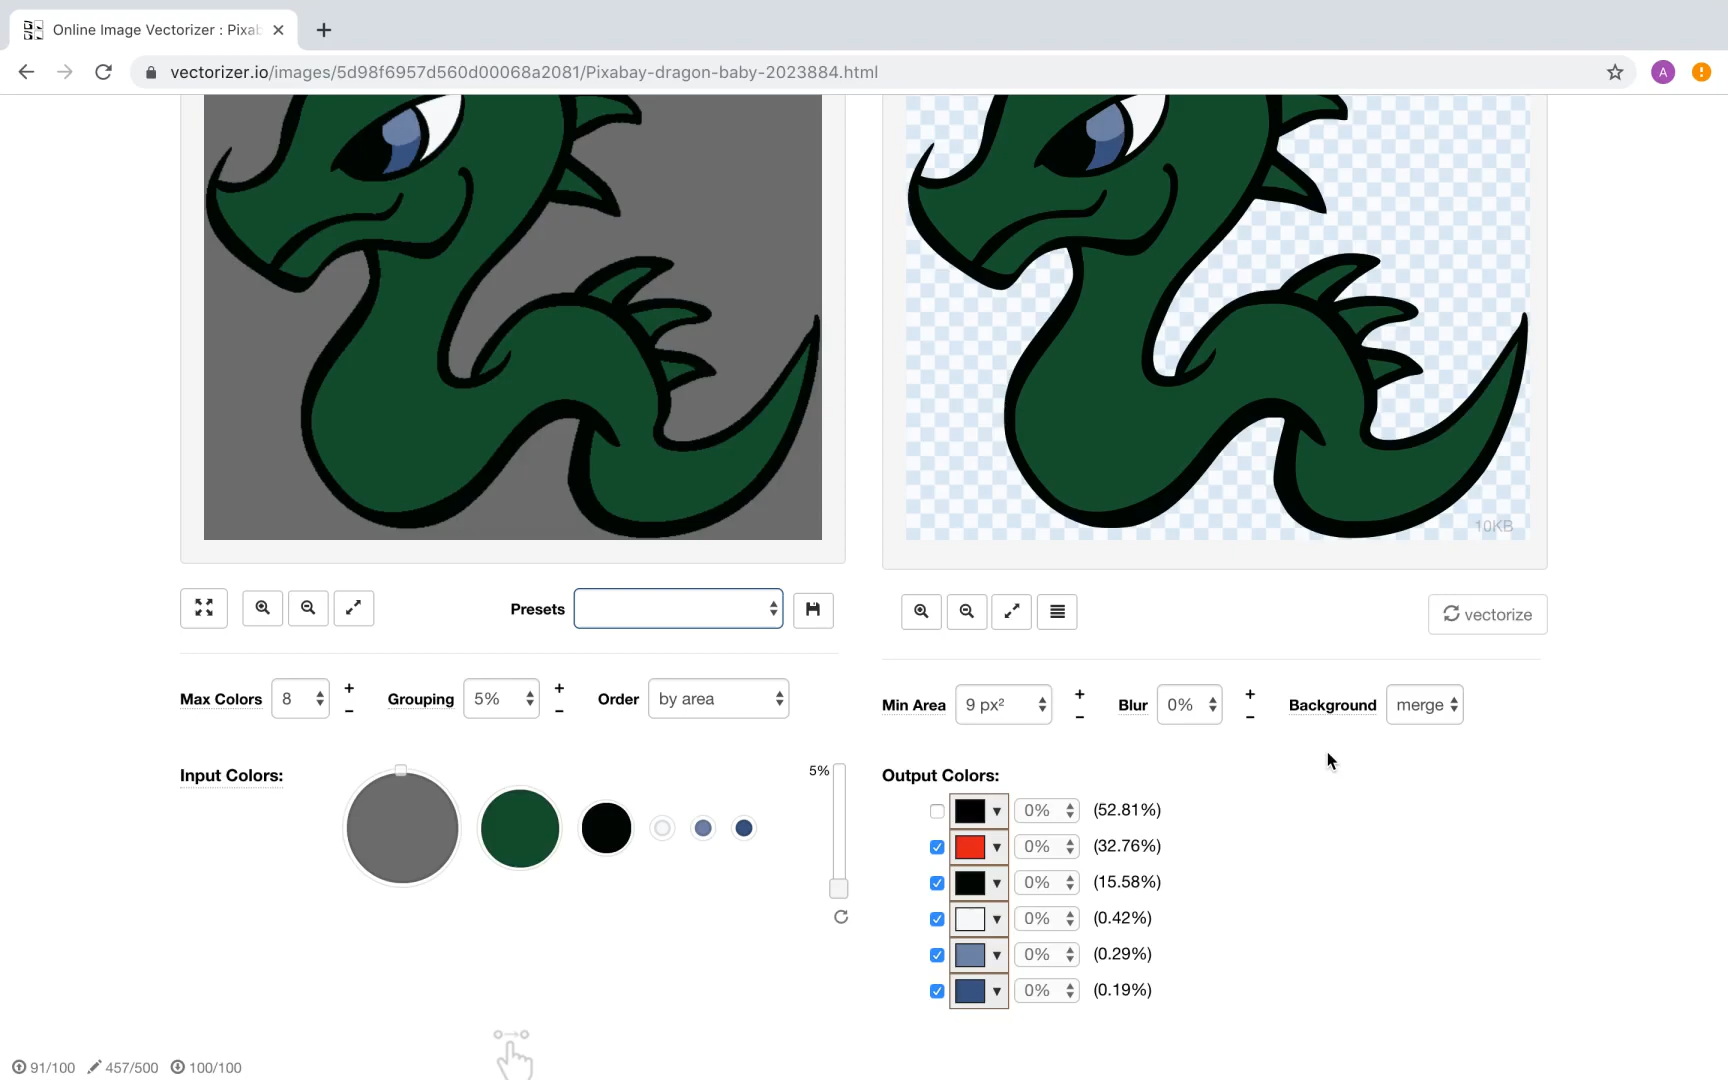 Online Image Vectorizer : Pixab
vectorizer.io/images/5d98f6957d560d00068a2081/Pixabay-dragon-baby-2023884.html
A
10KB
Presets
vectorize
Max Colors 8 + - Grouping 5% + - Order by area
Min Area 9 px² + - Blur 0% + - Background merge
Input Colors:
5%
Output Colors:
0% (52.81%)
0% (32.76%)
0% (15.58%)
0% (0.42%)
0% (0.29%)
0% (0.19%)
91/100 457/500 100/100